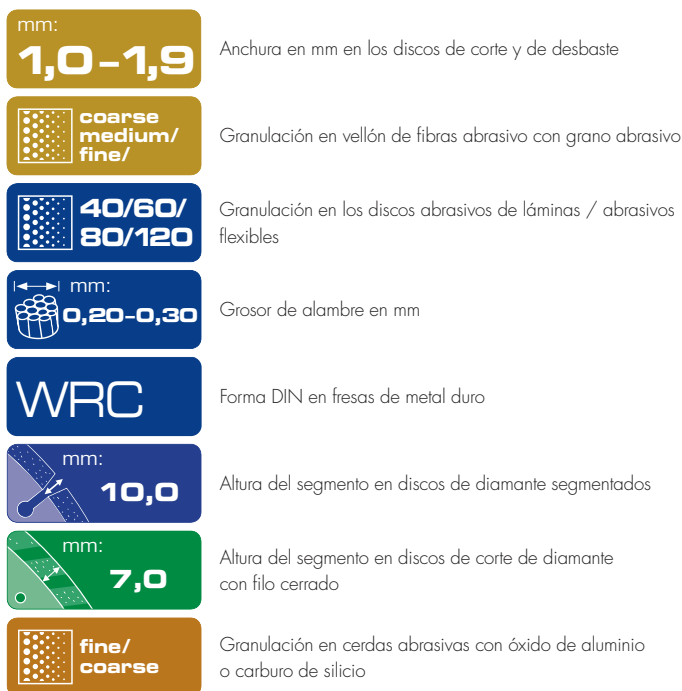 mm:
1,0–1,9
Anchura en mm en los discos de corte y de desbaste
coarse
medium/
fine/
Granulación en vellón de fibras abrasivo con grano abrasivo
40/60/
80/120
Granulación en los discos abrasivos de láminas / abrasivos
flexibles
mm:
0,20–0,30
Grosor de alambre en mm
WRC
Forma DIN en fresas de metal duro
mm:
10,0
Altura del segmento en discos de diamante segmentados
mm:
7,0
Altura del segmento en discos de corte de diamante
con filo cerrado
fine/
coarse
Granulación en cerdas abrasivas con óxido de aluminio
o carburo de silicio